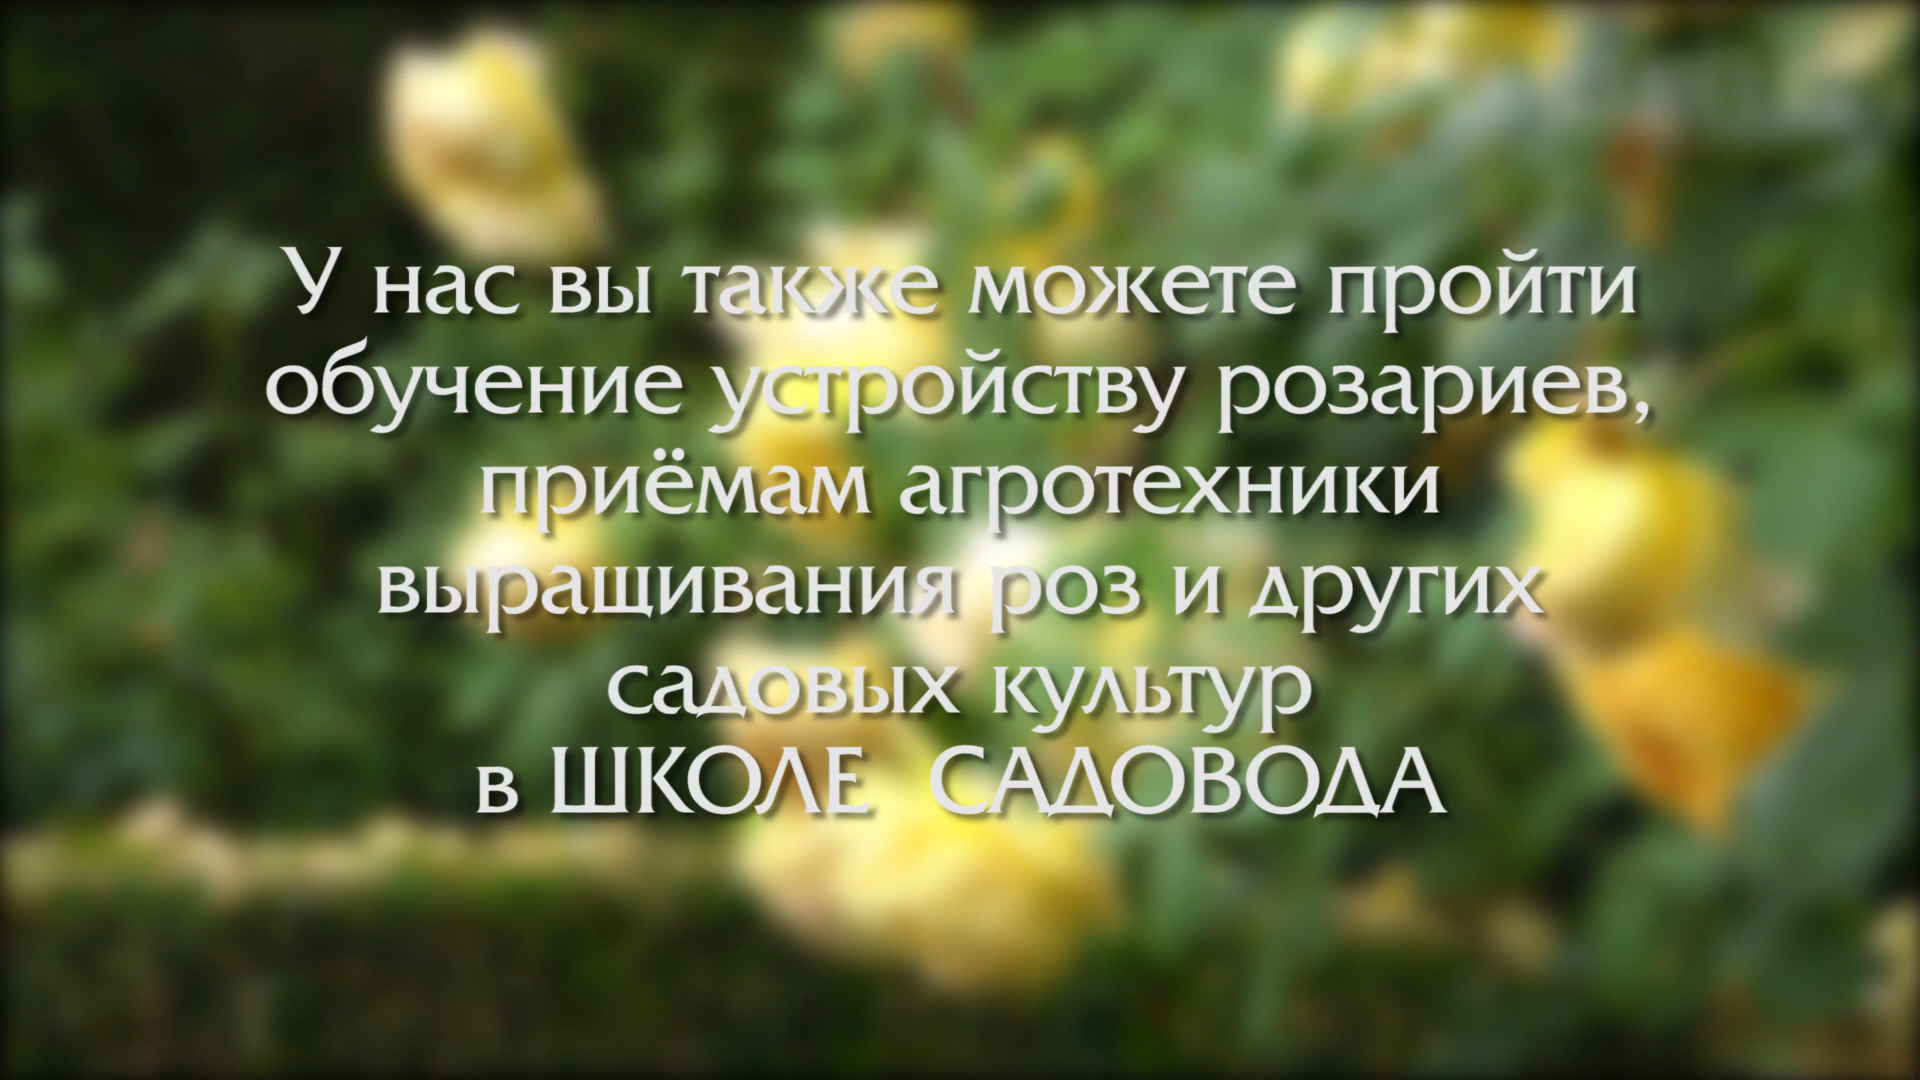 У нас вы также можете пройти
обучение устройству розариев,
приёмам агротехники
выращивания роз и других
садовых культур
в ШКОЛЕ САДОВОДА